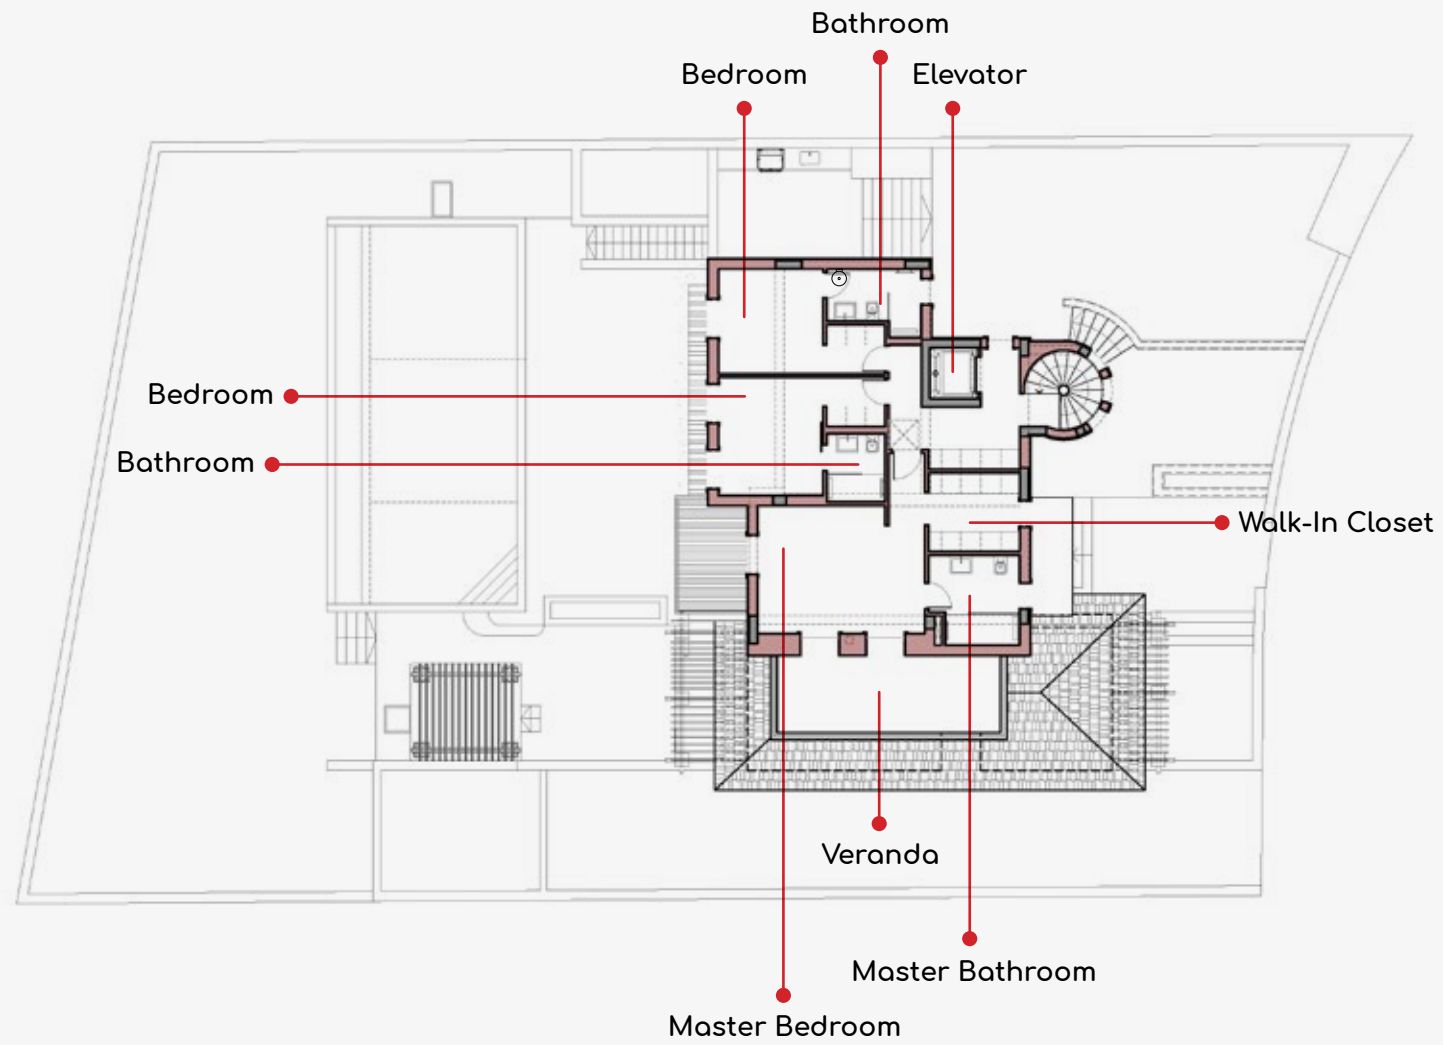 Bathroom
Bedroom
Elevator
Bedroom
Bathroom
Walk-In Closet
Veranda
Master Bathroom
Master Bedroom